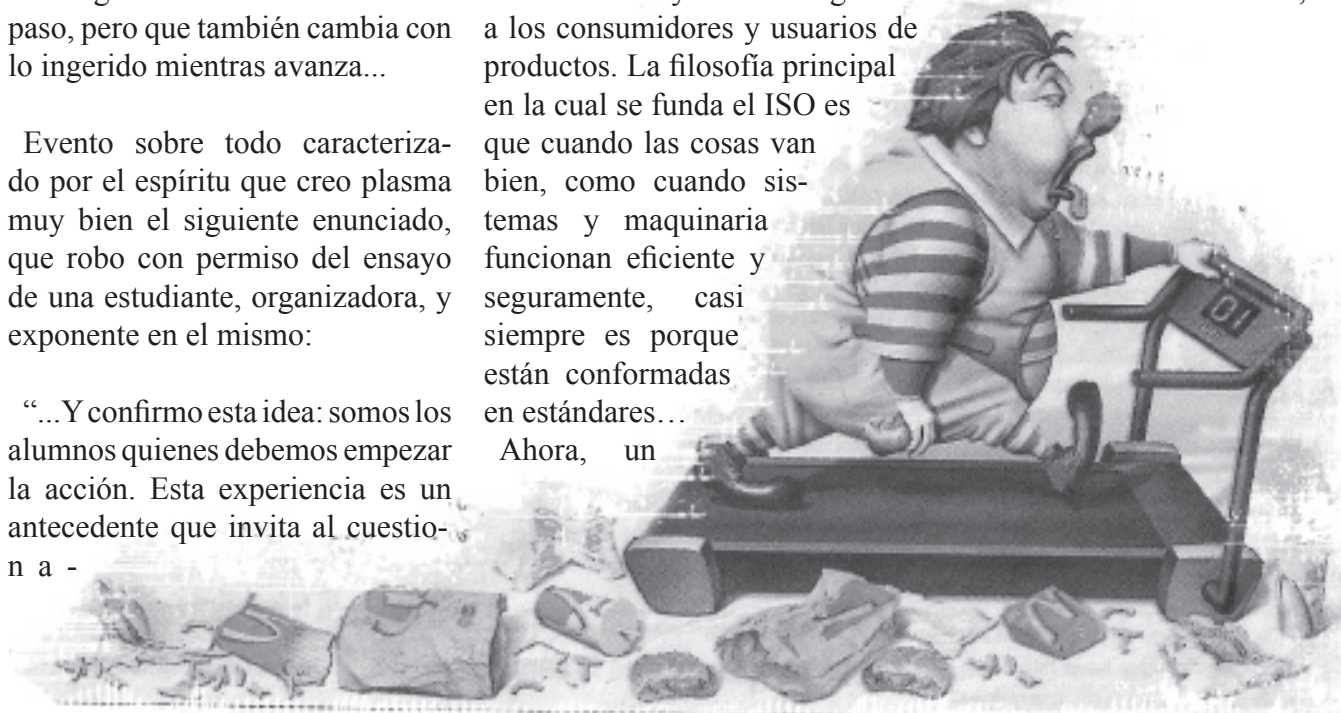 paso, pero que también cambia con
lo ingerido mientras avanza...
Evento sobre todo caracteriza-
do por el espíritu que creo plasma
muy bien el siguiente enunciado,
que robo con permiso del ensayo
de una estudiante, organizadora, y
exponente en el mismo:
“...Y confirmo esta idea: somos los
alumnos quienes debemos empezar
la acción. Esta experiencia es un
antecedente que invita al cuestio-
n a -
a los consumidores y usuarios de
productos. La filosofía principal
en la cual se funda el ISO es
que cuando las cosas van
bien, como cuando sis-
temas y maquinaria
funcionan eficiente y
seguramente, casi
siempre es porque
están conformadas
en estándares…
Ahora, un
01